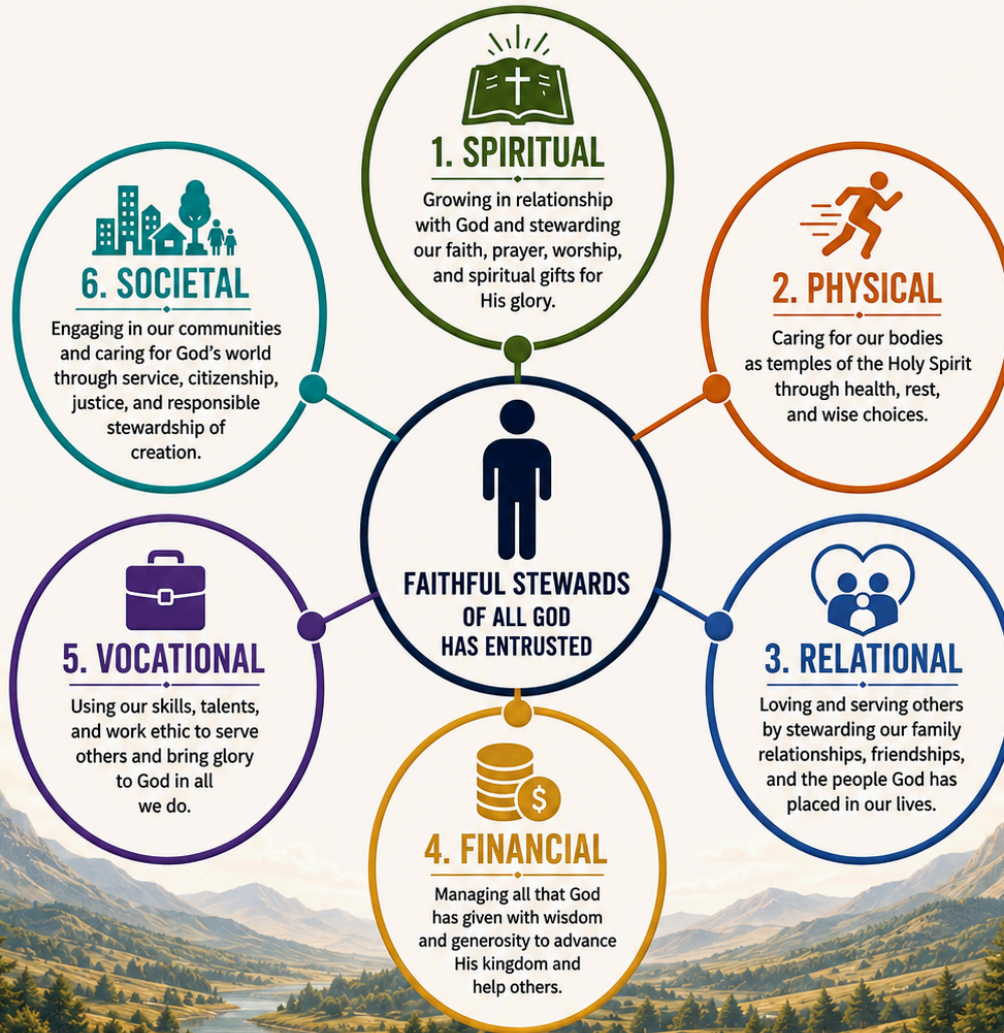 1. SPIRITUAL
Growing in relationship
with God and stewarding
our faith, prayer, worship,
and spiritual gifts for
His glory.
2. PHYSICAL
Caring for our bodies
as temples of the Holy Spirit
through health, rest,
and wise choices.
3. RELATIONAL
Loving and serving others
by stewarding our family
relationships, friendships,
and the people God has
placed in our lives.
4. FINANCIAL
Managing all that God
has given with wisdom
and generosity to advance
His kingdom and
help others.
5. VOCATIONAL
Using our skills, talents,
and work ethic to serve
others and bring glory
to God in all
we do.
6. SOCIETAL
Engaging in our communities
and caring for God's world
through service, citizenship,
justice, and responsible
stewardship of
creation.
FAITHFUL STEWARDS
OF ALL GOD
HAS ENTRUSTED
$